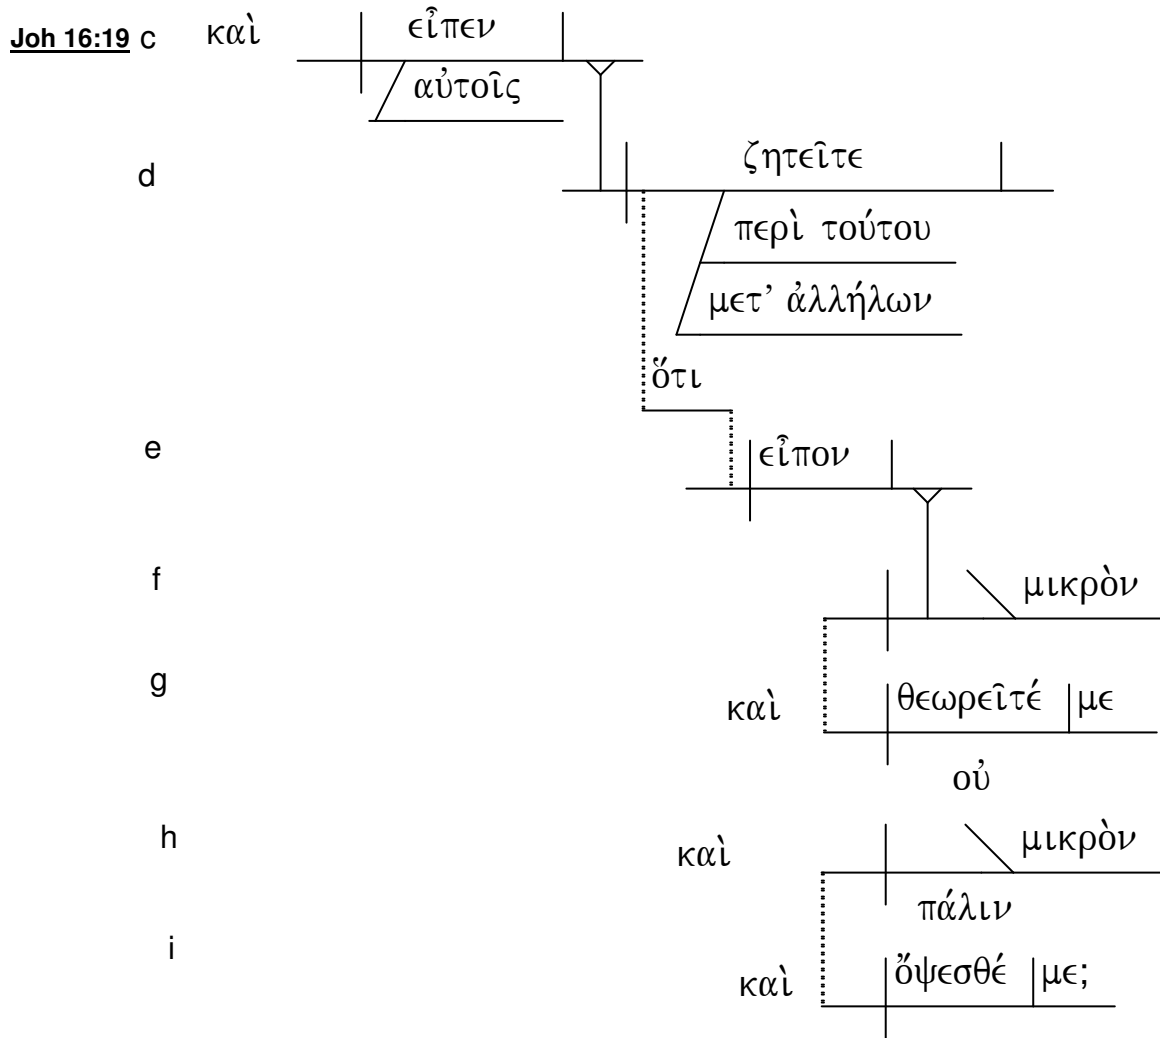 Joh 16:19 c καὶ εἶπεν
αὐτοῖς
d ζητεῖτε
περὶ τούτου
μετ’ ἀλλήλων
ὅτι
e εἶπον
f μικρὸν
g καὶ θεωρεῖτέ με
οὐ
h καὶ μικρὸν
πάλιν
i καὶ ὄψεσθέ με;